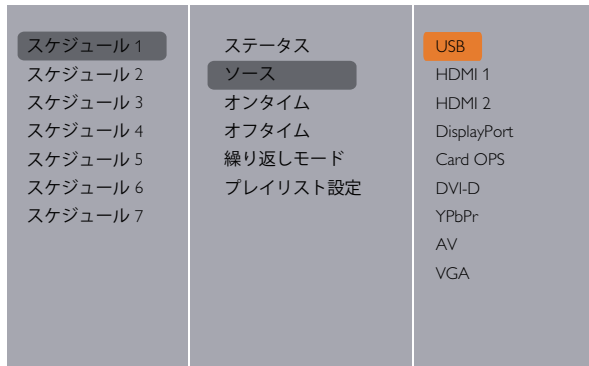 スケジュール 1
スケジュール 2
スケジュール 3
スケジュール 4
スケジュール 5
スケジュール 6
スケジュール 7
ステータス
ソース
オンタイム
オフタイム
繰り返しモード
プレイリスト設定
USB
HDMI 1
HDMI 2
DisplayPort
Card OPS
DVI-D
YPbPr
AV
VGA